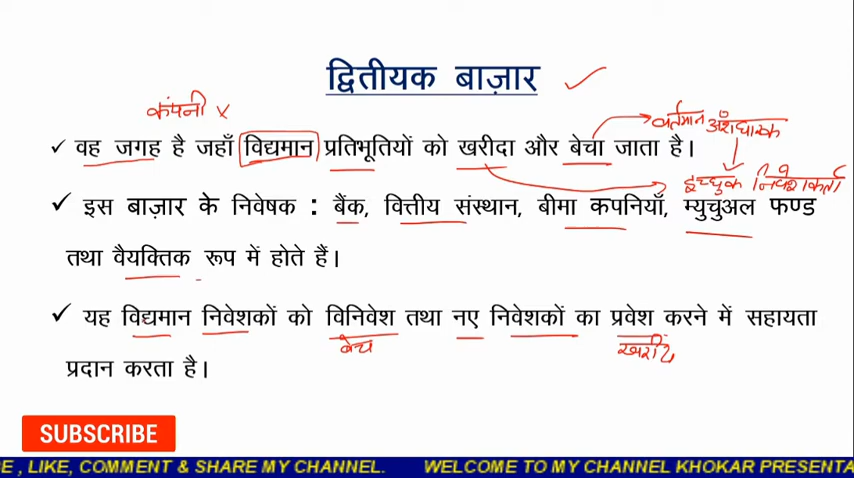 द्वितीयक बाज़ार
कंपनी x
वर्तमान अंशधारक
✓ वह जगह है जहाँ विद्यमान प्रतिभूतियों को खरीदा और बेचा जाता है।
इच्छुक निवेशकर्ता
✓ इस बाज़ार के निवेषक : बैंक, वित्तीय संस्थान, बीमा कपनियाँ, म्युचुअल फण्ड
तथा वैयक्तिक रूप में होते हैं।
✓ यह विद्यमान निवेशकों को विनिवेश तथा नए निवेशकों का प्रवेश करने में सहायता
बेच खरीद
प्रदान करता है।
SUBSCRIBE
E , LIKE, COMMENT & SHARE MY CHANNEL. WELCOME TO MY CHANNEL KHOKAR PRESENTA